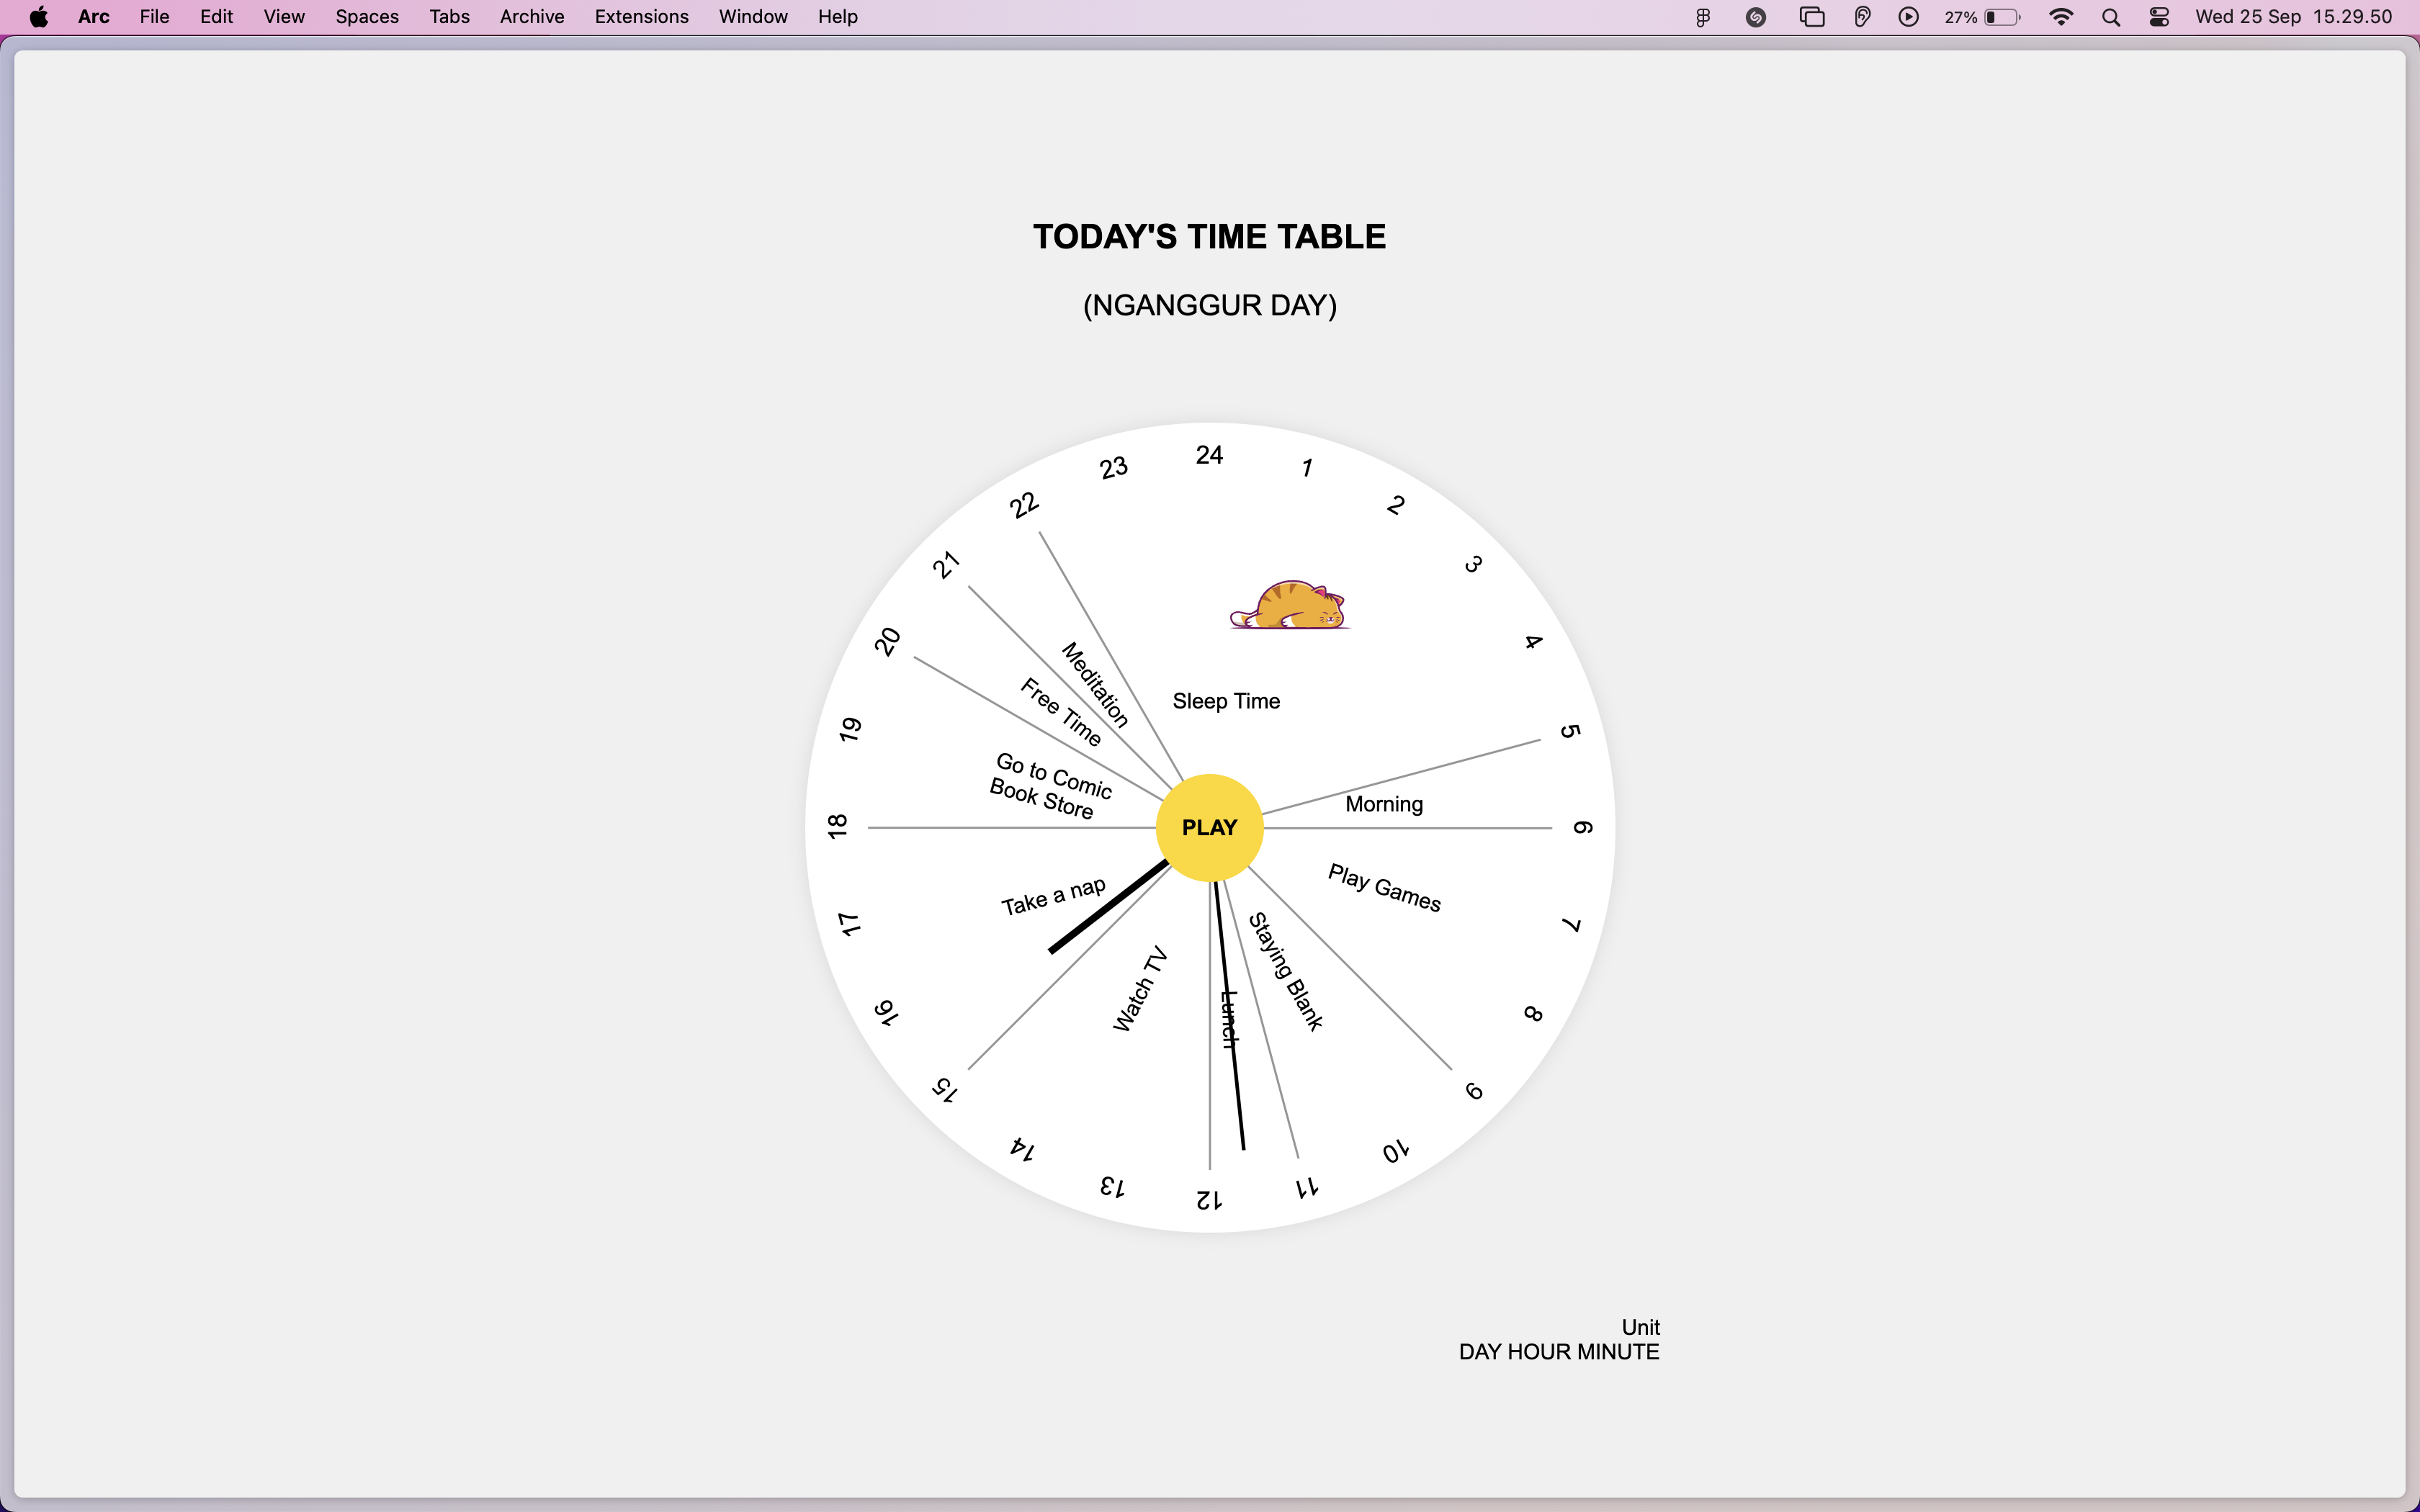 Arc File Edit View Spaces Tabs Archive Extensions Window Help 27% Wed 25 Sep 15.29.50
TODAY'S TIME TABLE
(NGANGGUR DAY)
24
1
2
3
4
5
6
7
8
9
10
11
12
13
14
15
16
17
18
19
20
21
22
23
Sleep Time
Morning
Play Games
Staying Blank
Lunch
Watch TV
Take a nap
Go to Comic
Book Store
Free Time
Meditation
PLAY
Unit
DAY HOUR MINUTE